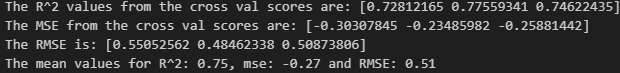 The R^2 values from the cross val scores are: [0.72812165 0.77559341 0.74622435]
The MSE from the cross val scores are: [-0.30307845 -0.23485982 -0.25881442]
The RMSE is: [0.55052562 0.48462338 0.50873806]
The mean values for R^2: 0.75, mse: -0.27 and RMSE: 0.51